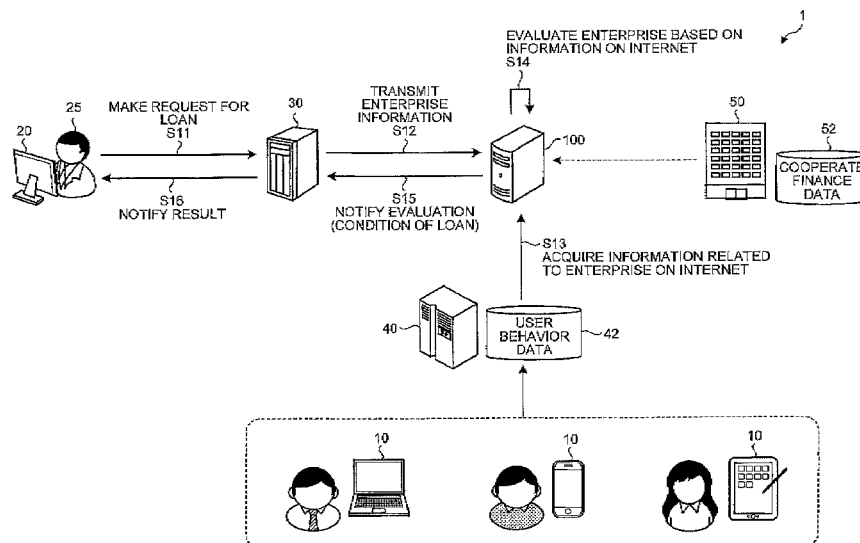 EVALUATE ENTERPRISE BASED ON
INFORMATION ON INTERNET
S14
1
20
25
MAKE REQUEST FOR
LOAN
S11
30
TRANSMIT
ENTERPRISE
INFORMATION
S12
100
50
52
COOPERATE
FINANCE
DATA
S16
NOTIFY RESULT
S15
NOTIFY EVALUATION
(CONDITION OF LOAN)
S13
ACQUIRE INFORMATION RELATED
TO ENTERPRISE ON INTERNET
40
USER
BEHAVIOR
DATA
42
10
10
10